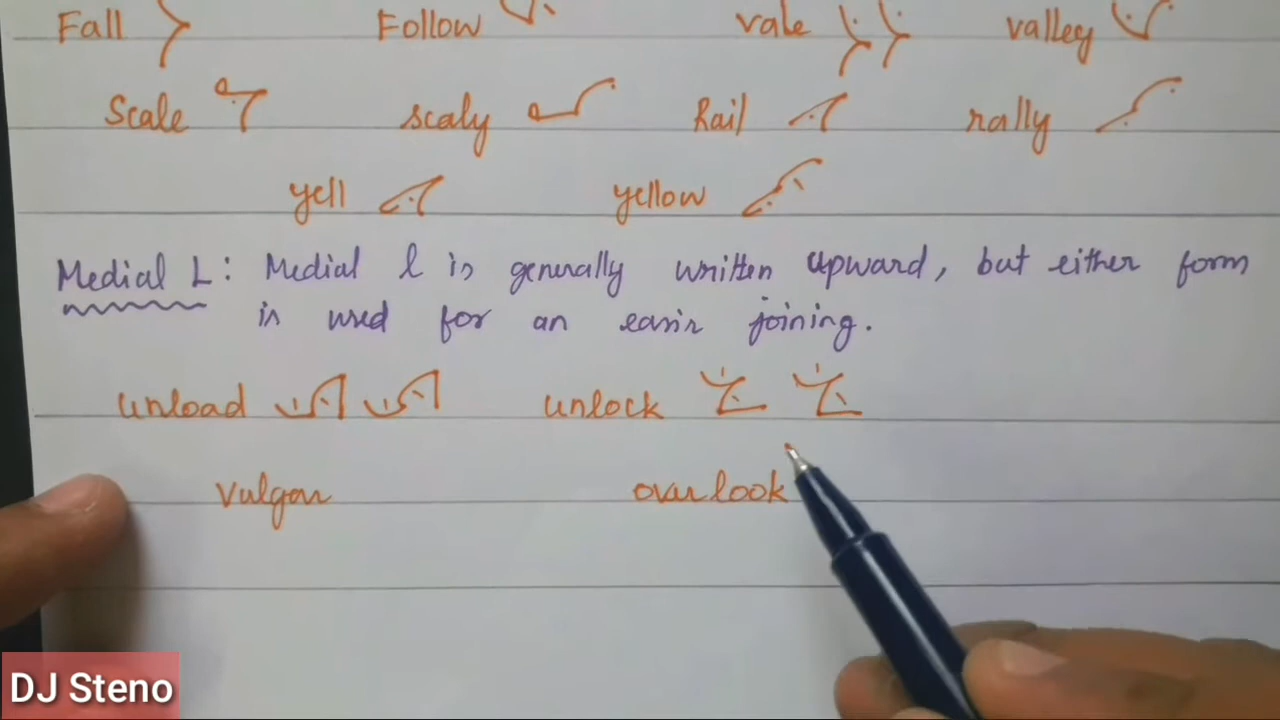 Fall Follow vale valley
Scale scaly Rail rally
yell yellow
Medial L: Medial l is generally written upward, but either form
is used for an easier joining.
unload unlock
Vulgar overlook
DJ Steno